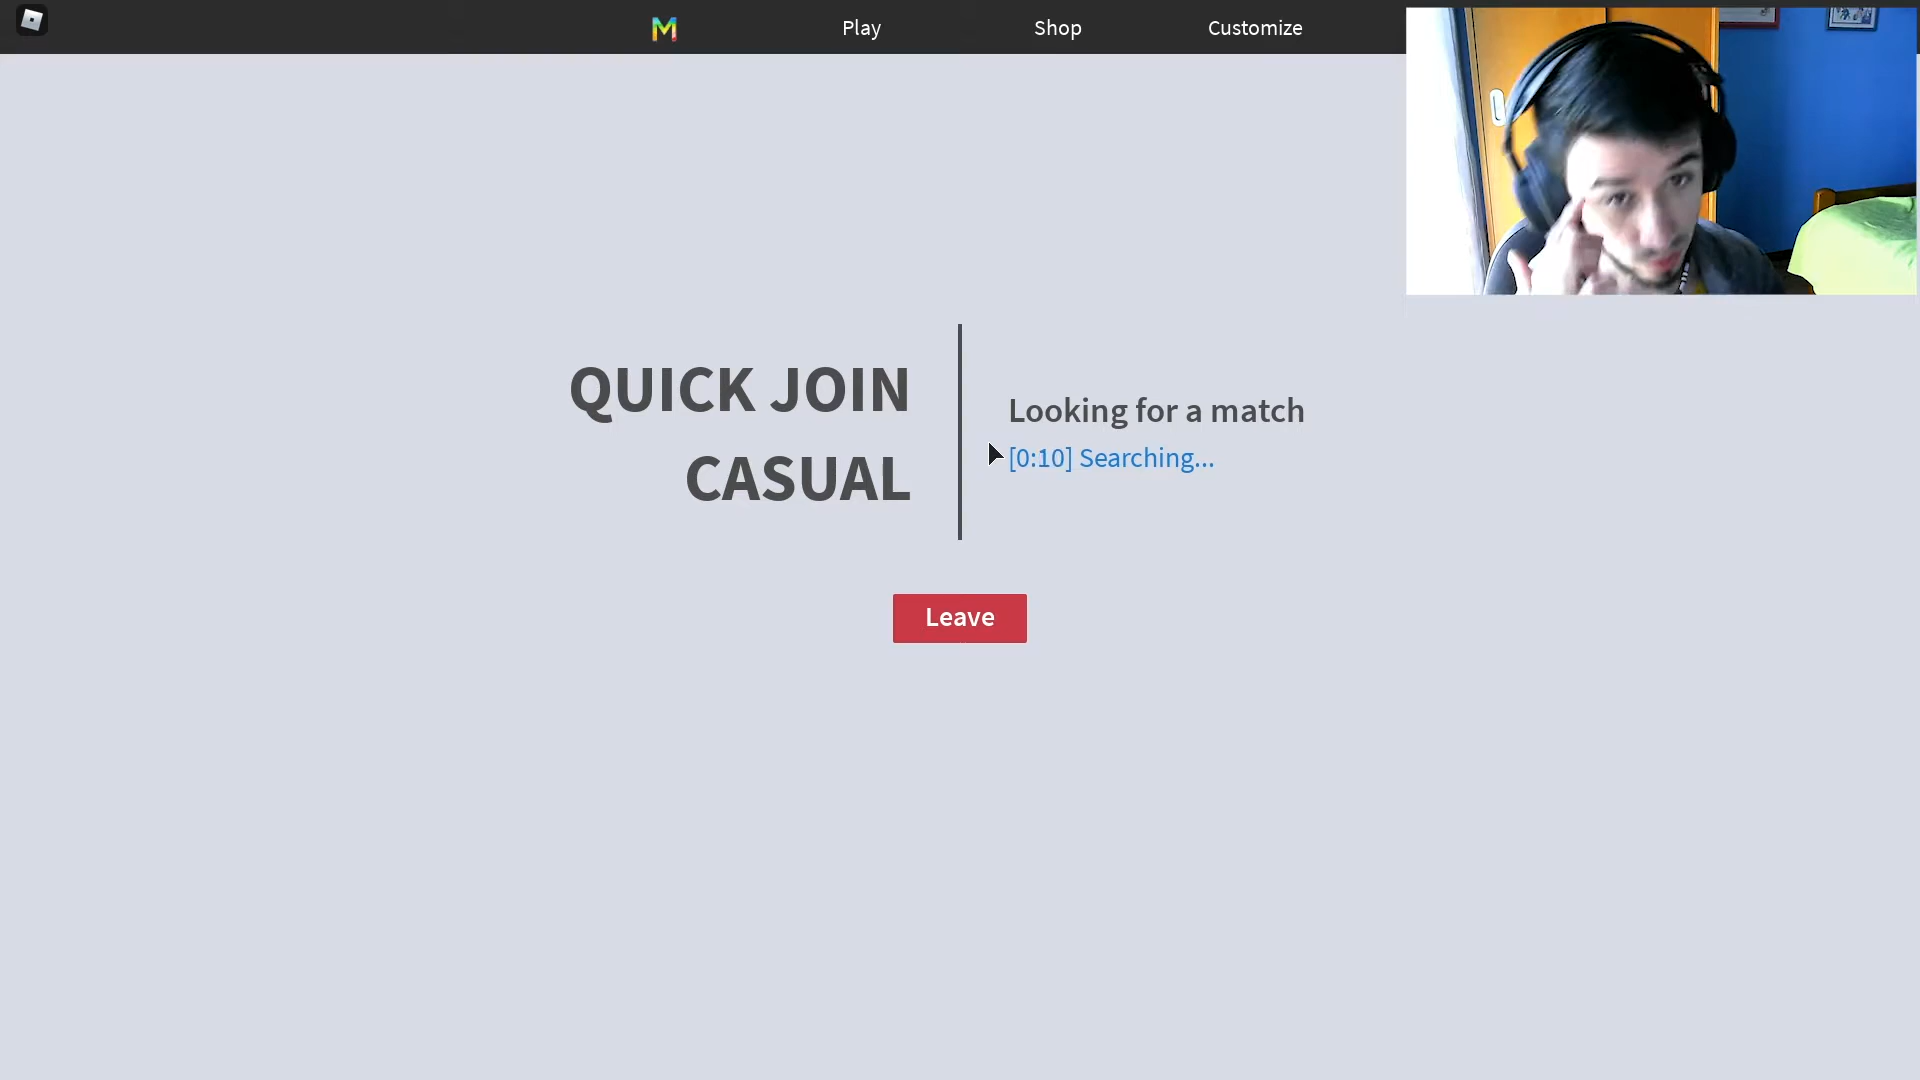 M
Play
Shop
Customize
QUICK JOIN
CASUAL
Looking for a match
[0:10] Searching...
Leave